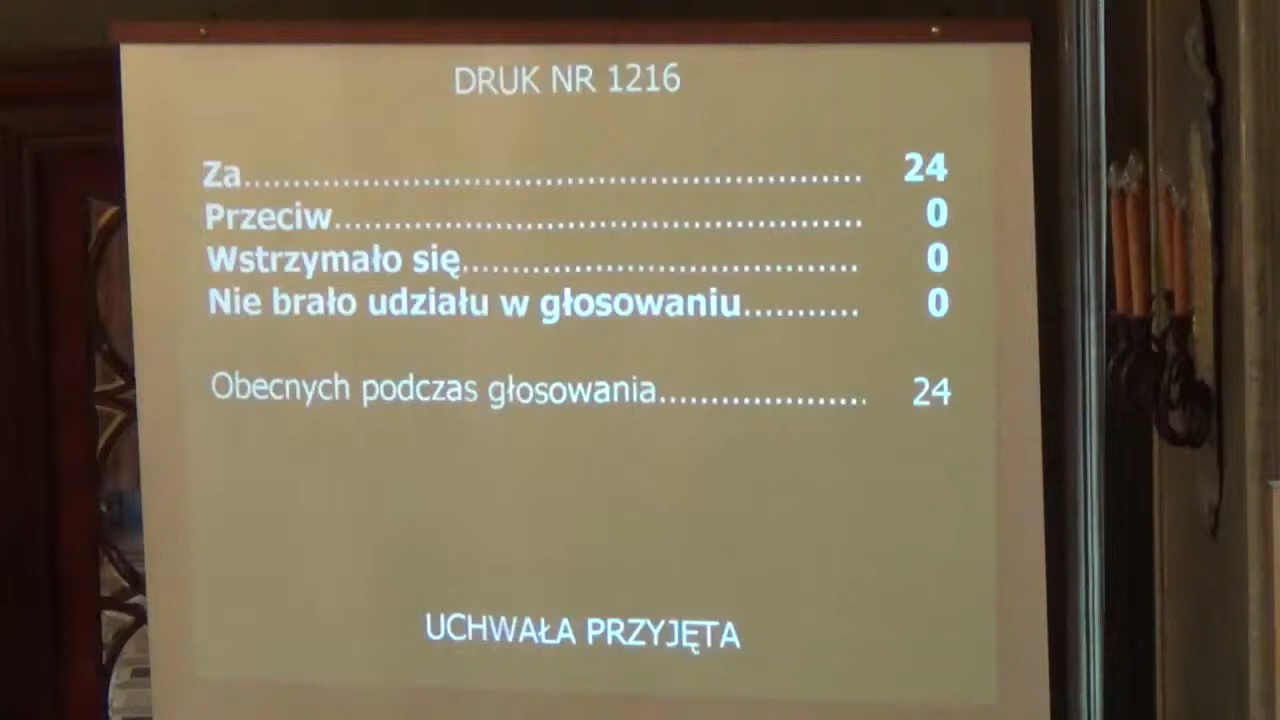 DRUK NR 1216
Za.............................................................. 24
Przeciw..................................................... 0
Wstrzymało się........................................ 0
Nie brało udziału w głosowaniu........... 0
Obecnych podczas głosowania.................... 24
UCHWAŁA PRZYJĘTA